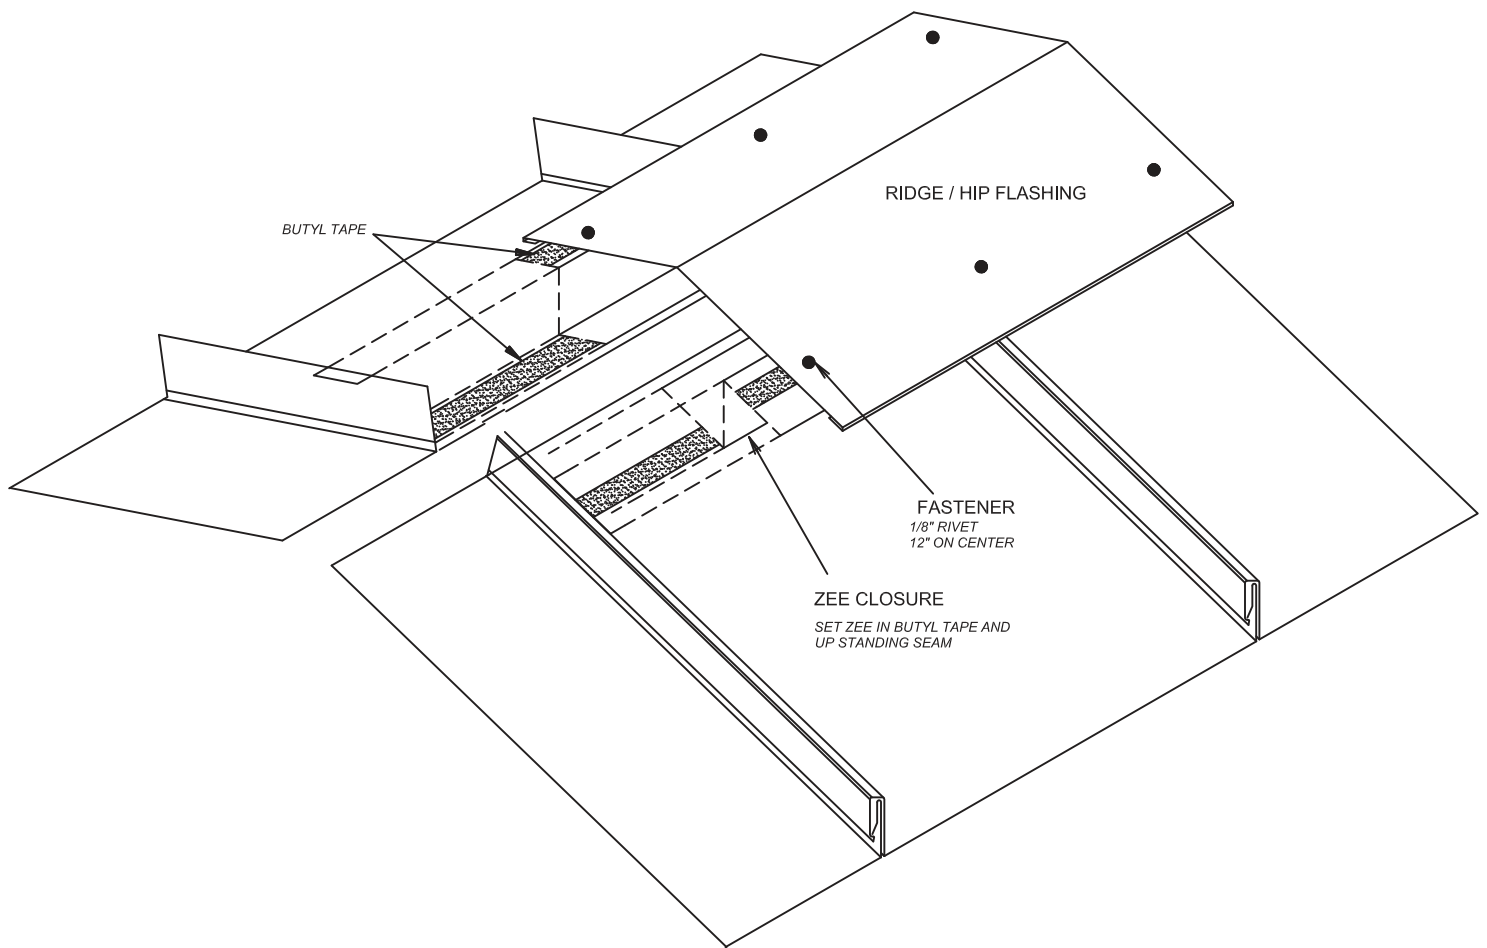 RIDGE / HIP FLASHING
BUTYL TAPE
FASTENER
1/8" RIVET
12" ON CENTER
ZEE CLOSURE
SET ZEE IN BUTYL TAPE AND
UP STANDING SEAM